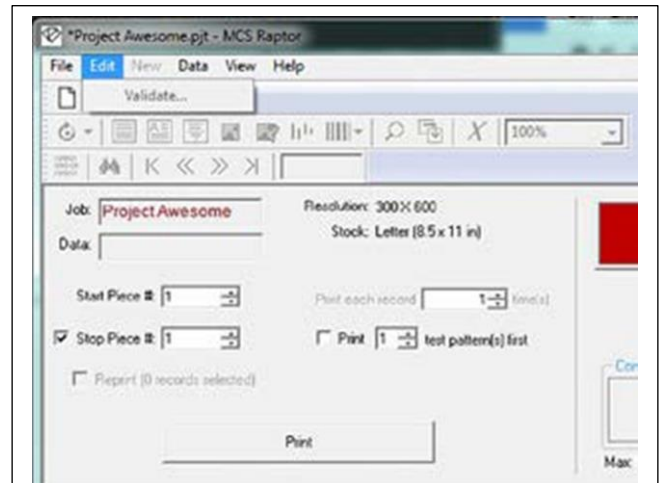 *Project Awesome.pjt - MCS Raptor
File Edit New Data View Help
Validate...
100%
Job: Project Awesome Resolution: 300 X 600
Stock: Letter (8.5 x 11 in)
Data:
Start Piece #: 1 Print each record 1 time(s)
Stop Piece #: 1 Print 1 test pattern(s) first
Reprint (0 records selected)
Print
Max: